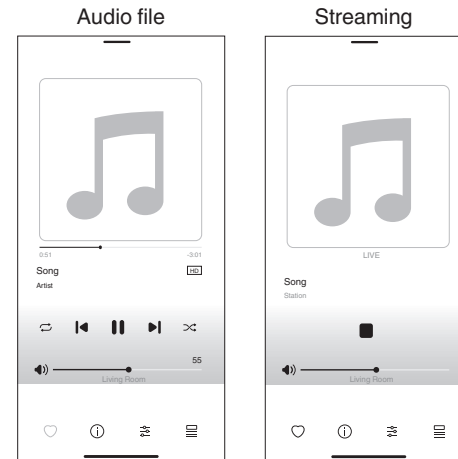 Audio file
0:51 -3:01
Song HD
Artist
55
Living Room
Streaming
LIVE
Song
Station
Living Room